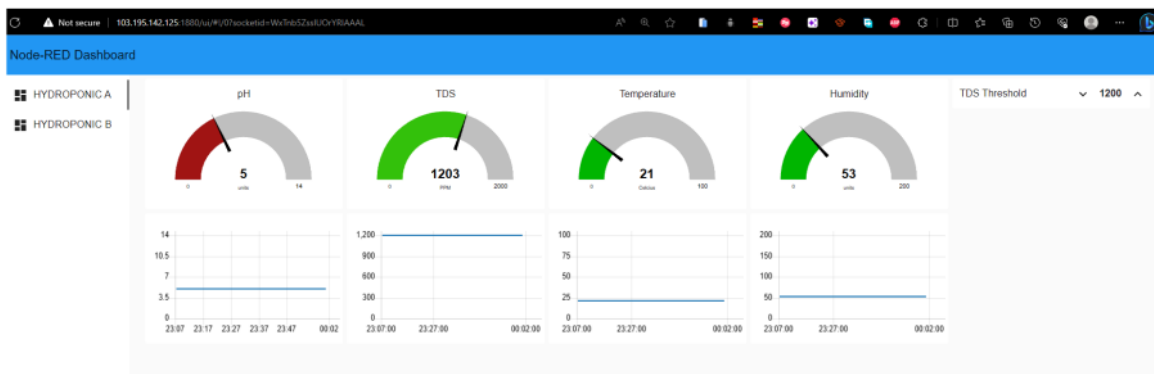 Not secure | 103.195.142.125:1880/ui/#!/0?socketid=WxTnb5ZxsIUOrYRIAAAL
Node-RED Dashboard
HYDROPONIC A
HYDROPONIC B
pH
5
units
0 14
TDS
1203
PPM
0 2000
Temperature
21
Celcius
0 100
Humidity
53
units
0 200
TDS Threshold 1200
14
10.5
7
3.5
0
23:07 23:17 23:27 23:37 23:47 00:02
1,200
900
600
300
0
23:07:00 23:27:00 00:02:00
100
75
50
25
0
23:07:00 23:27:00 00:02:00
200
150
100
50
0
23:07:00 23:27:00 00:02:00